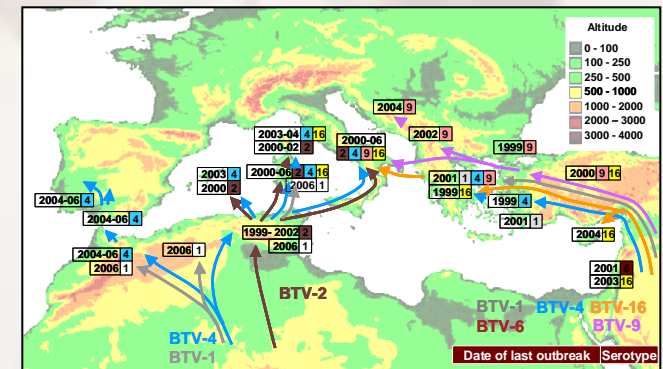 Altitude
0 - 100
100 - 250
250 - 500
500 - 1000
1000 - 2000
2000 – 3000
3000 - 4000
2004 9
2003-04 4 16
2000-02 2
2000-06
2 4 9 16
2002 9
1999 9
2003 4
2000 2
2000-06 2 4 16
2006 1
2001 1 4 9
1999 16
2000 9 16
2004-06 4
1999 4
2004-06 4
2001 1
1999- 2002 2
2006 1
2004 16
2006 1
2004-06 4
2006 1
2001 6
2003 16
BTV-2
BTV-1 BTV-4 BTV-16
BTV-6 BTV-9
BTV-4
BTV-1
Date of last outbreak Serotype